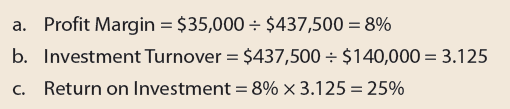 a. Profit Margin = $35,000 ÷ $437,500 = 8%
b. Investment Turnover = $437,500 ÷ $140,000 = 3.125
c. Return on Investment = 8% × 3.125 = 25%